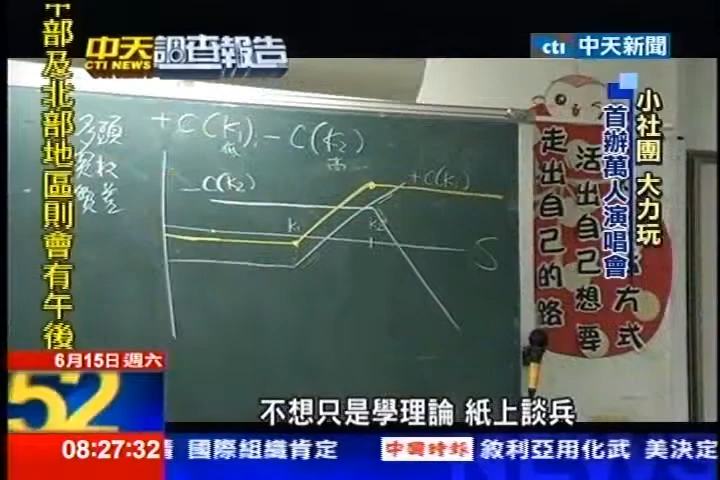 中部及北部地區則會有午後
中天調查報告
CTI NEWS
cti 中天新聞
小社團 大力玩
首辦萬人演唱會
多頭
買權
價差
+C(K₁), -C(K₂)
低
高
-C(K₂)
+C(K₁)
K₁
K₂
S
活出自己想要
方式
走出自己的路
不想只是學理論 紙上談兵
6月15日週六
52
08:27:32
國際組織肯定
中國時報
敘利亞用化武 美決定
NEWS